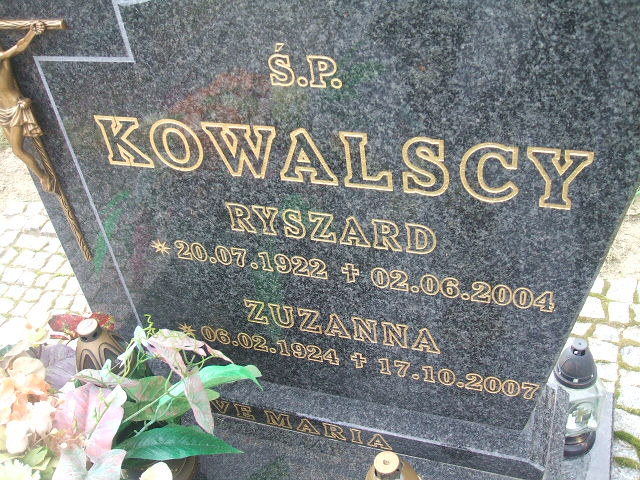 Ś.P.
KOWALSCY
RYSZARD
20.07.1922 ✝ 02.06.2004
ZUZANNA
06.02.1924 ✝ 17.10.2007
VE MARIA